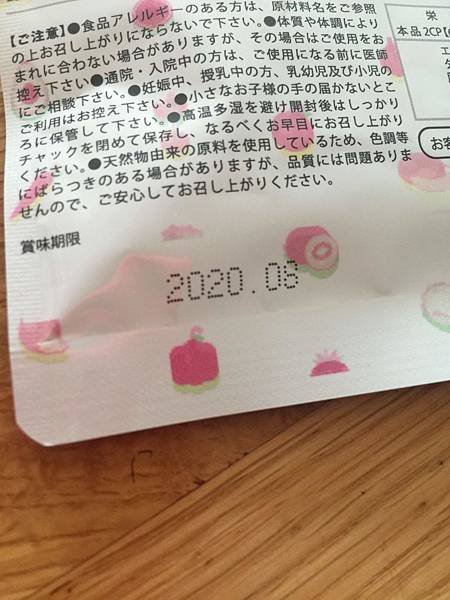 【ご注意】●食品アレルギーのある方は、原材料名をご参照
の上お召し上がりにならないで下さい。●体質や体調により
まれに合わない場合がありますが、その場合はご使用をお
控え下さい●通院・入院中の方は、ご使用になる前に医師
にご相談下さい。●妊娠中、授乳中の方、乳幼児及び小児の
ご利用はお控え下さい。●小さなお子様の手の届かないとこ
ろに保管して下さい。●高温多湿を避け開封後はしっかり
チャックを閉めて保存し、なるべくお早目にお召し上がり
ください。●天然物由来の原料を使用しているため、色調等
にばらつきのある場合がありますが、品質には問題ありま
せんので、ご安心してお召し上がりください。
栄
本品2CP
お客
賞味期限
2020.08